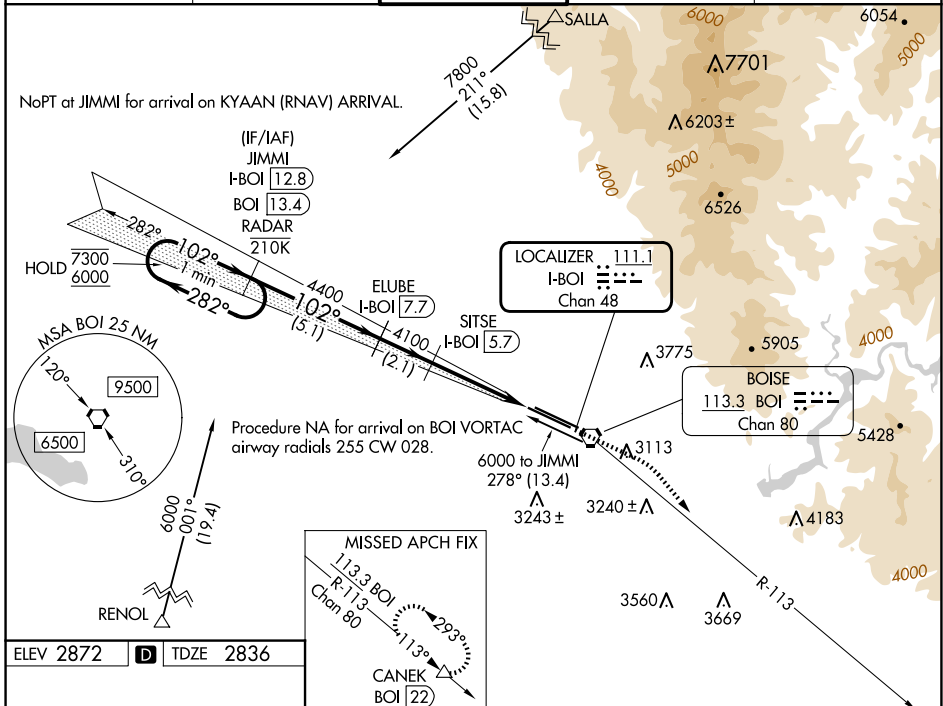 SALLA
6000
6054
5000
7701
7800
211°
(15.8)
NoPT at JIMMI for arrival on KYAAN (RNAV) ARRIVAL.
6203±
(IF/IAF)
JIMMI
I-BOI 12.8
BOI 13.4
RADAR
210K
5000
4000
6526
282°
102°
HOLD 7300
6000
1 min
282°
4400
102°
(5.1)
ELUBE
I-BOI 7.7
4100
(2.1)
SITSE
I-BOI 5.7
LOCALIZER 111.1
I-BOI
Chan 48
3775
5905
4000
MSA BOI 25 NM
120°
9500
6500
310°
BOISE
113.3 BOI
Chan 80
5428
Procedure NA for arrival on BOI VORTAC
airway radials 255 CW 028.
6000 to JIMMI
278° (13.4)
3113
3243±
3240±
4183
6000
001°
(19.4)
RENOL
MISSED APCH FIX
113.3 BOI
R-113
Chan 80
293°
113°
CANEK
BOI 22
3560
3669
R-113
4000
ELEV 2872 D TDZE 2836